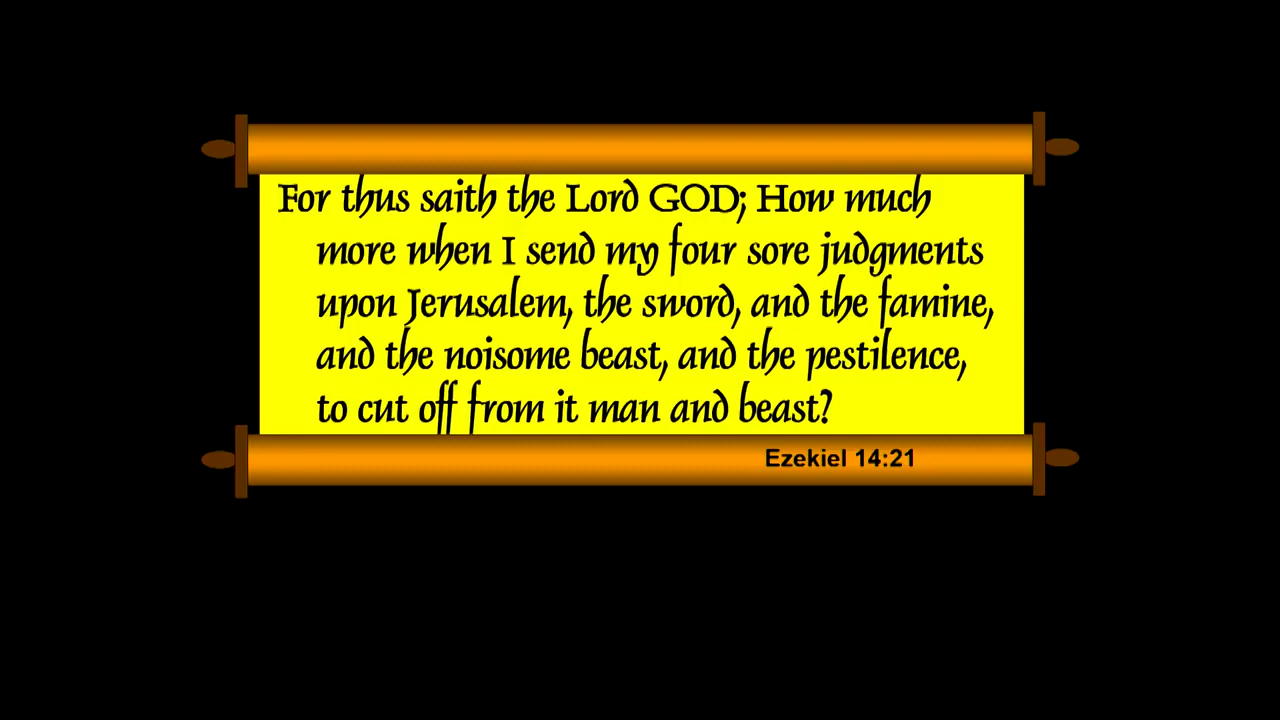 For thus saith the Lord GOD; How much
more when I send my four sore judgments
upon Jerusalem, the sword, and the famine,
and the noisome beast, and the pestilence,
to cut off from it man and beast?
Ezekiel 14:21